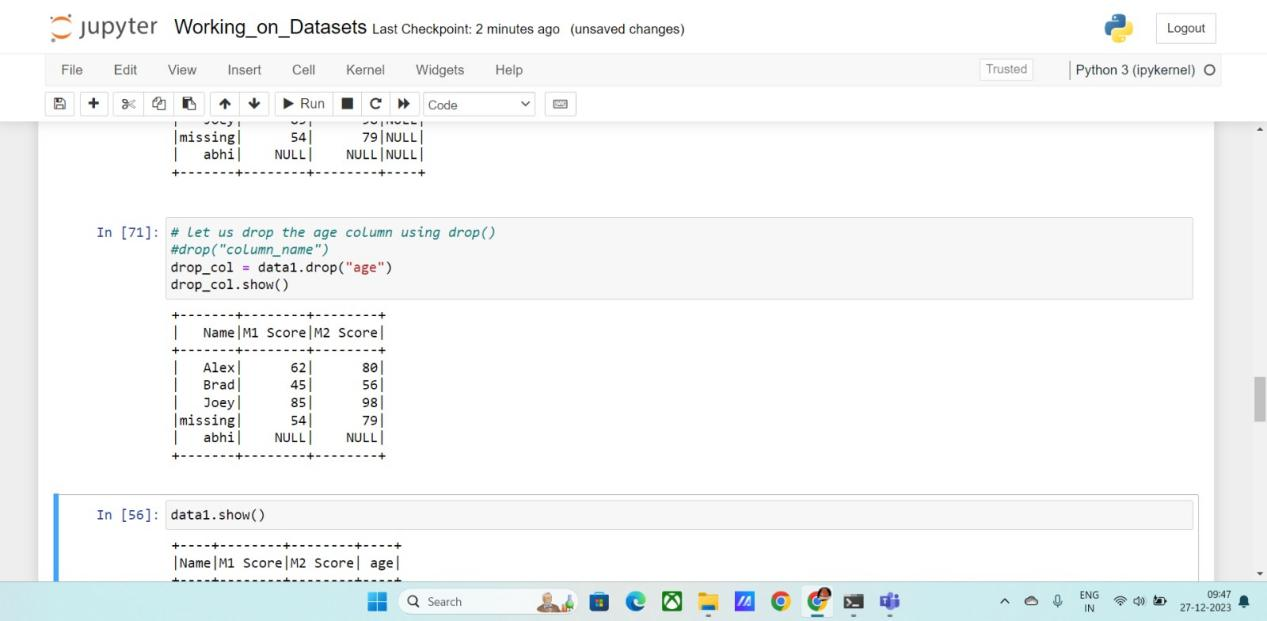 jupyter Working_on_Datasets Last Checkpoint: 2 minutes ago (unsaved changes)
Logout
File Edit View Insert Cell Kernel Widgets Help
Trusted Python 3 (ipykernel)
Run Code
|missing| 54| 79|NULL|
| abhi| NULL| NULL|NULL|
+-------+--------+--------+----+
In [71]: # let us drop the age column using drop()
#drop("column_name")
drop_col = data1.drop("age")
drop_col.show()
+-------+--------+--------+
| Name|M1 Score|M2 Score|
+-------+--------+--------+
| Alex| 62| 80|
| Brad| 45| 56|
| Joey| 85| 98|
|missing| 54| 79|
| abhi| NULL| NULL|
+-------+--------+--------+
In [56]: data1.show()
+----+--------+--------+----+
|Name|M1 Score|M2 Score| age|
+----+--------+--------+----+
Search
ENG
IN
09:47
27-12-2023